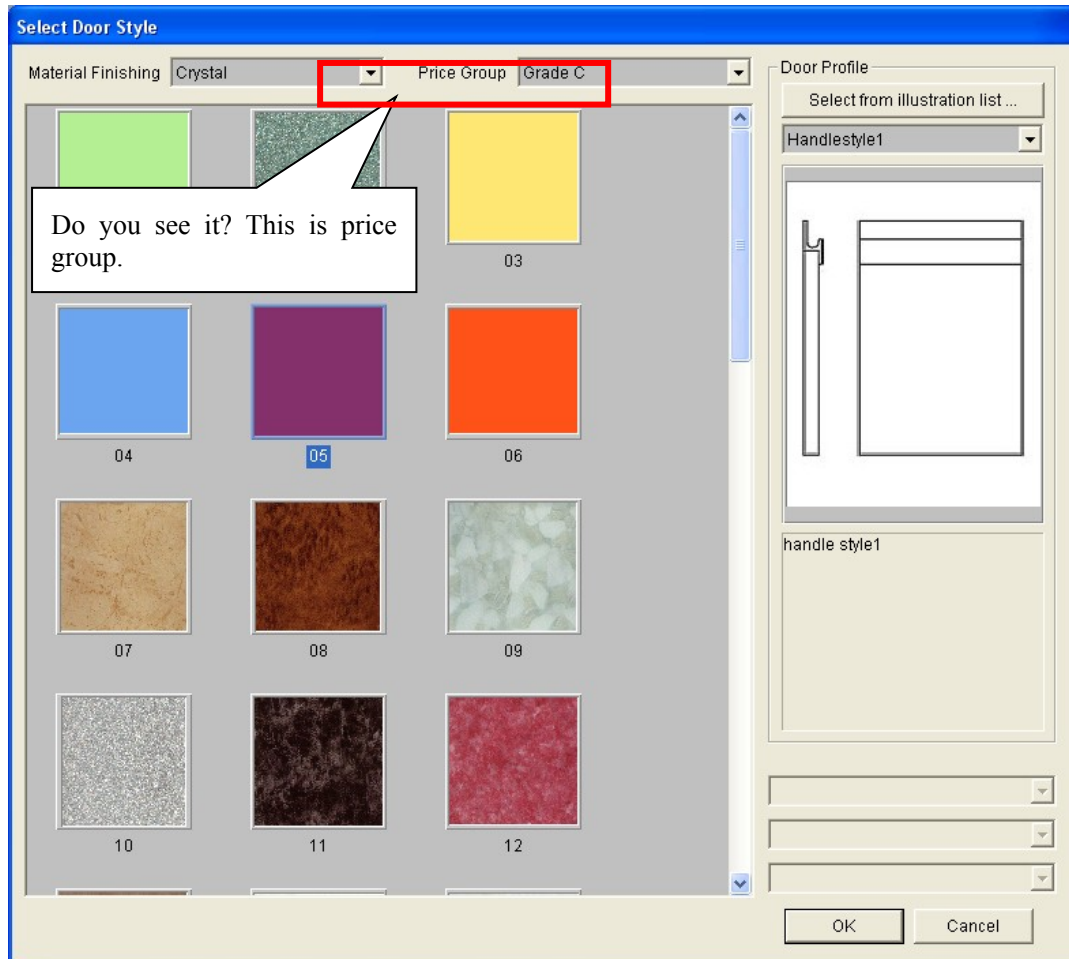 Select Door Style
Material Finishing Crystal Price Group Grade C
Door Profile
Select from illustration list ...
Handlestyle1
Do you see it? This is price
group.
03
04 05 06
handle style1
07 08 09
10 11 12
OK Cancel